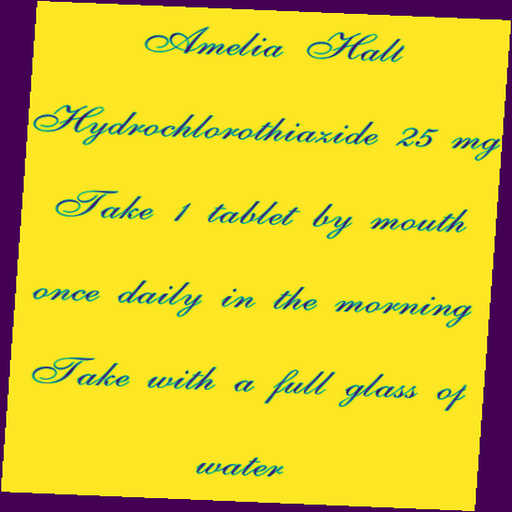 Amelia Halt
Hydrochlorothiazide 25 mg
Take 1 tablet by mouth
once daily in the morning
Take with a full glass of
water